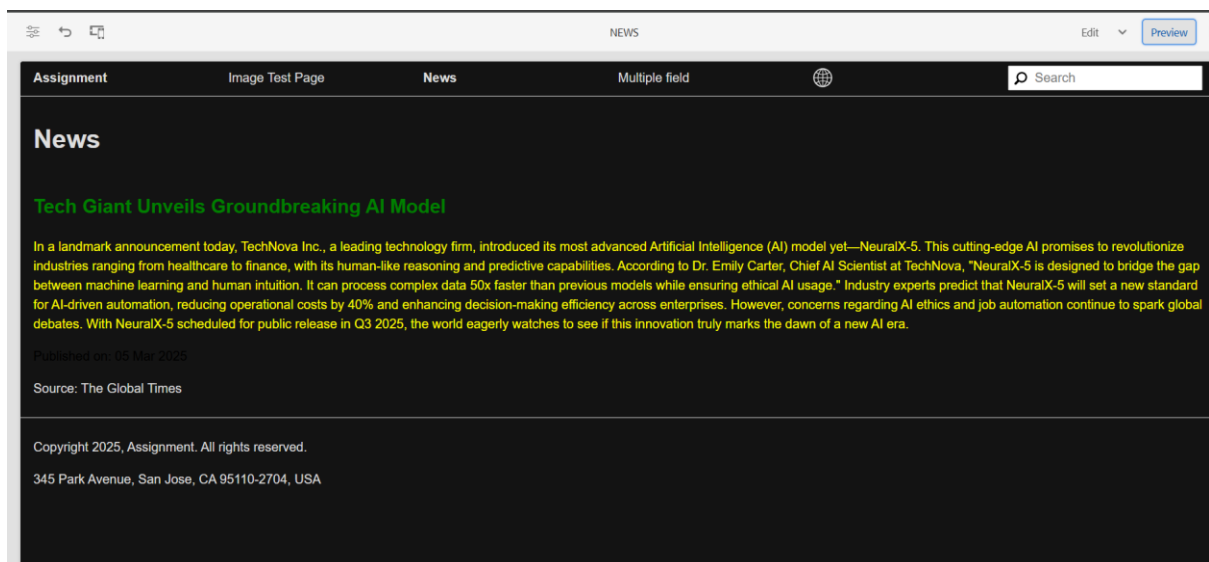 NEWS
Edit
Preview
Assignment
Image Test Page
News
Multiple field
Search
News
Tech Giant Unveils Groundbreaking AI Model
In a landmark announcement today, TechNova Inc., a leading technology firm, introduced its most advanced Artificial Intelligence (AI) model yet—NeuralX-5. This cutting-edge AI promises to revolutionize
industries ranging from healthcare to finance, with its human-like reasoning and predictive capabilities. According to Dr. Emily Carter, Chief AI Scientist at TechNova, "NeuralX-5 is designed to bridge the gap
between machine learning and human intuition. It can process complex data 50x faster than previous models while ensuring ethical AI usage." Industry experts predict that NeuralX-5 will set a new standard
for AI-driven automation, reducing operational costs by 40% and enhancing decision-making efficiency across enterprises. However, concerns regarding AI ethics and job automation continue to spark global
debates. With NeuralX-5 scheduled for public release in Q3 2025, the world eagerly watches to see if this innovation truly marks the dawn of a new AI era.
Published on: 05 Mar 2025
Source: The Global Times
Copyright 2025, Assignment. All rights reserved.
345 Park Avenue, San Jose, CA 95110-2704, USA